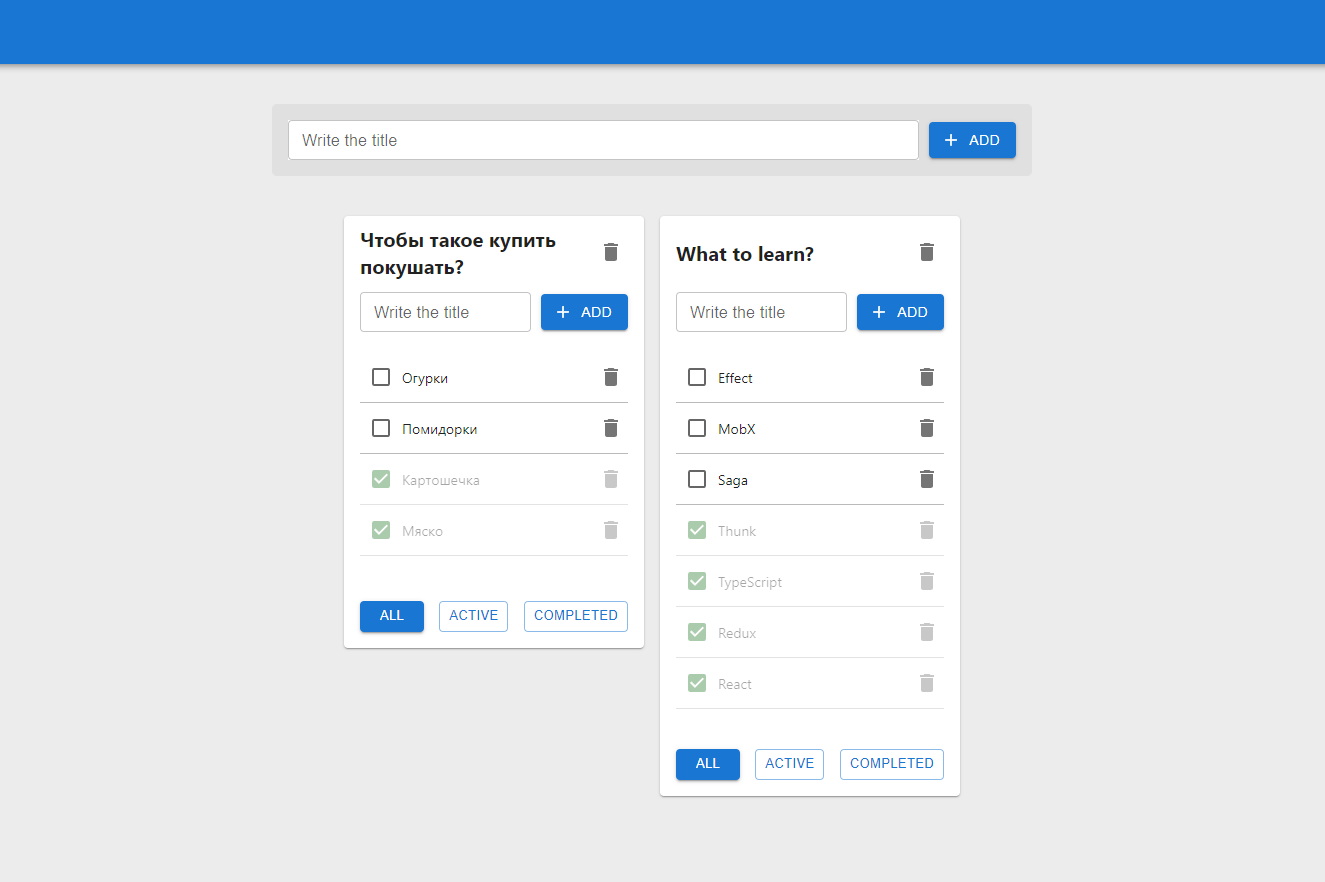 Write the title
ADD
Чтобы такое купить
покушать?
Write the title
ADD
Огурки
Помидорки
Картошечка
Мяско
ALL
ACTIVE
COMPLETED
What to learn?
Write the title
ADD
Effect
MobX
Saga
Thunk
TypeScript
Redux
React
ALL
ACTIVE
COMPLETED